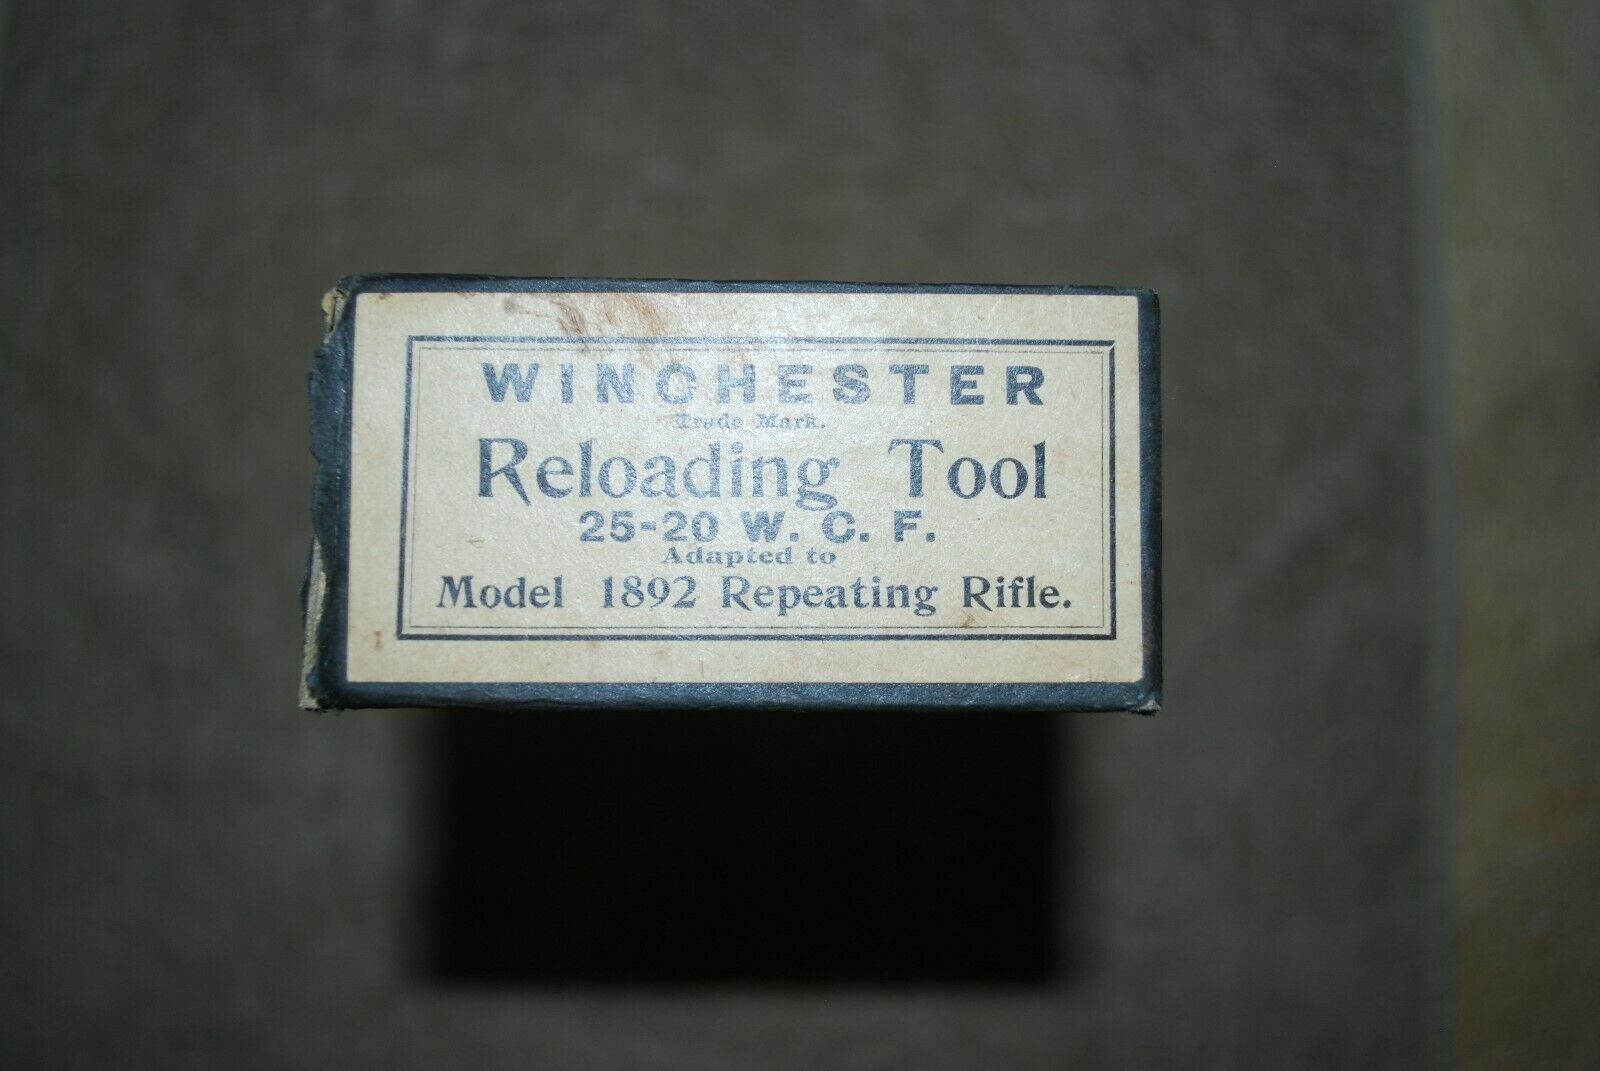 WINCHESTER
Trade Mark.
Reloading Tool
25-20 W. C. F.
Adapted to
Model 1892 Repeating Rifle.